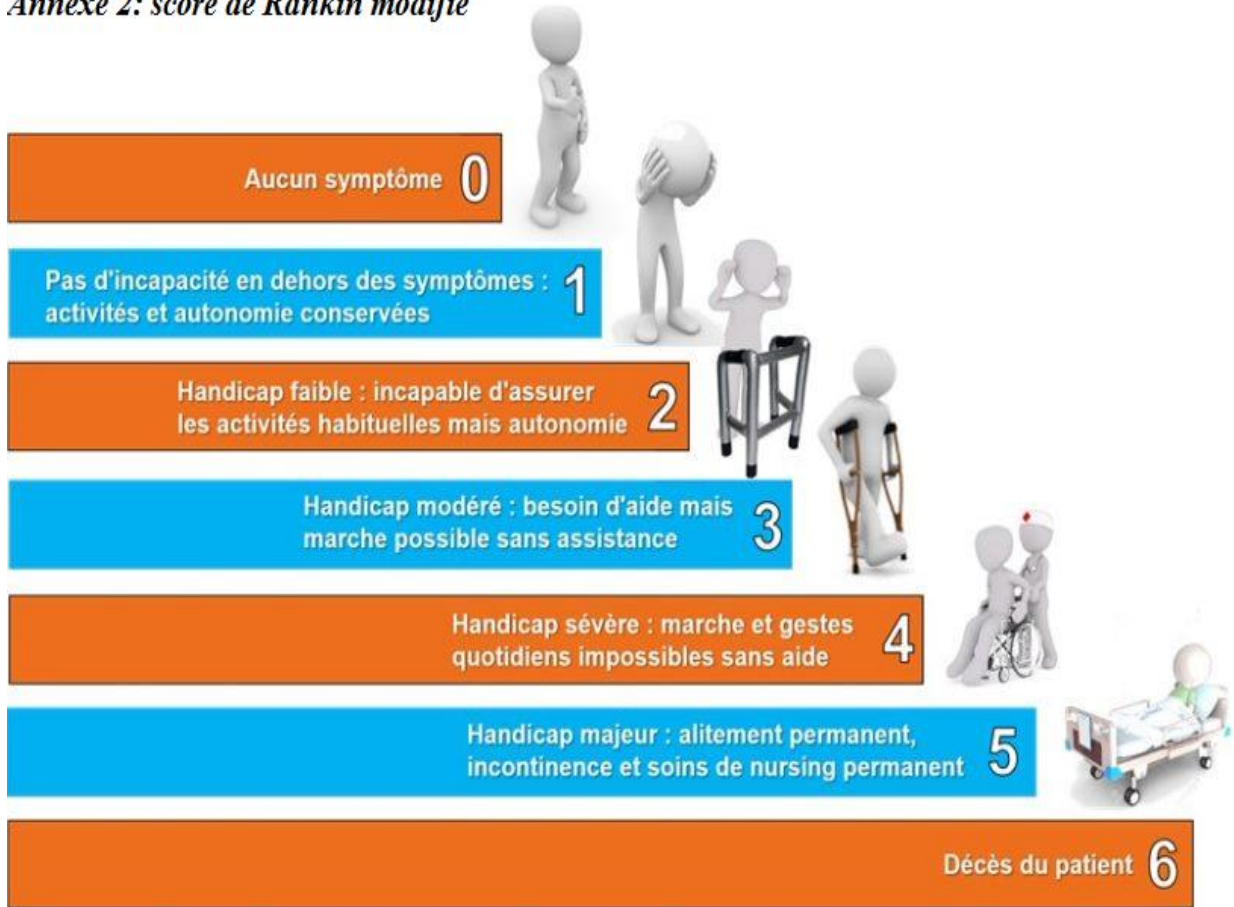 Annexe 2: score de Rankin modifié
Aucun symptôme 0
Pas d'incapacité en dehors des symptômes :
activités et autonomie conservées 1
Handicap faible : incapable d'assurer
les activités habituelles mais autonomie 2
Handicap modéré : besoin d'aide mais
marche possible sans assistance 3
Handicap sévère : marche et gestes
quotidiens impossibles sans aide 4
Handicap majeur : alitement permanent,
incontinence et soins de nursing permanent 5
Décès du patient 6